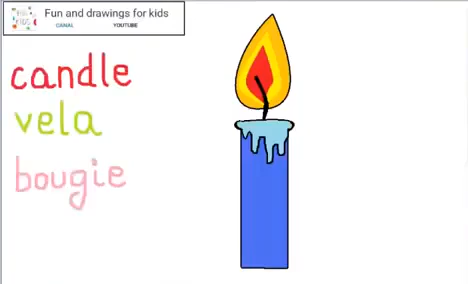 Fun and drawings for kids
CANAL YOUTUBE
candle
vela
bougie